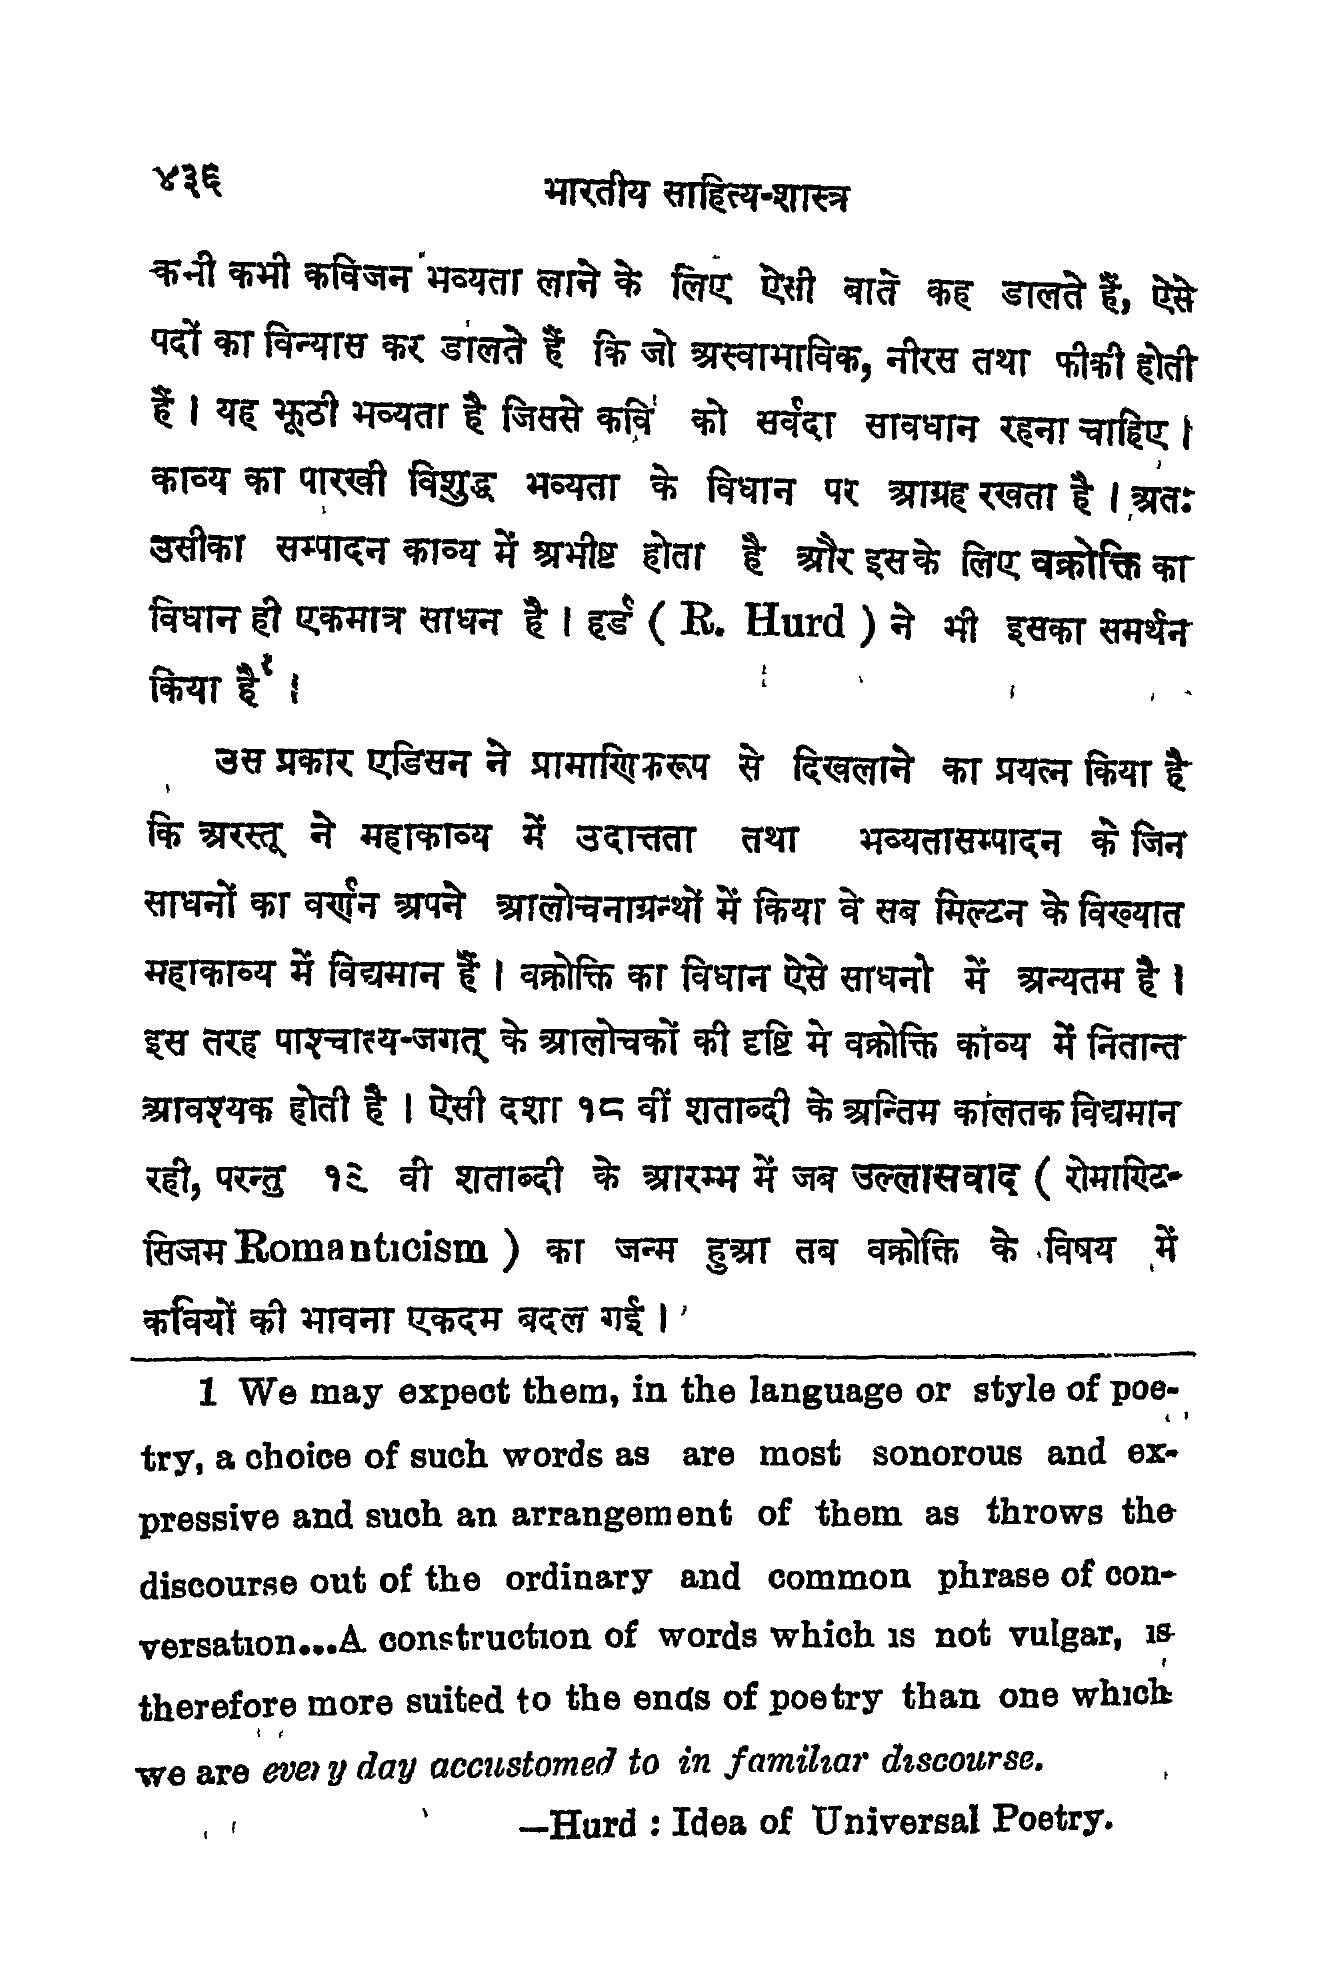 ४३६
भारतीय साहित्य-शास्त्र
कभी कभी कविजन भव्यता लाने के लिए ऐसी बाते कह डालते हैं, ऐसे
पदों का विन्यास कर डालते हैं कि जो अस्वाभाविक, नीरस तथा फीकी होती
हैं । यह झूठी भव्यता है जिससे कवि को सर्वदा सावधान रहना चाहिए ।
काव्य का पारखी विशुद्ध भव्यता के विधान पर आग्रह रखता है । अतः
उसीका सम्पादन काव्य में अभीष्ट होता है और इसके लिए वक्रोक्ति का
विधान ही एकमात्र साधन है । हर्ड ( R. Hurd ) ने भी इसका समर्थन
किया है१ ।
उस प्रकार एडिसन ने प्रामाणिकरूप से दिखलाने का प्रयत्न किया है
कि अरस्तू ने महाकाव्य में उदात्तता तथा भव्यतासम्पादन के जिन
साधनों का वर्णन अपने आलोचनाग्रन्थों में किया वे सब मिल्टन के विख्यात
महाकाव्य में विद्यमान हैं । वक्रोक्ति का विधान ऐसे साधनो में अन्यतम है ।
इस तरह पाश्चात्य-जगत् के आलोचकों की दृष्टि मे वक्रोक्ति काव्य में नितान्त
आवश्यक होती है । ऐसी दशा १८ वीं शताब्दी के अन्तिम कालतक विद्यमान
रही, परन्तु १९ वी शताब्दी के आरम्भ में जब उल्लासवाद ( रोमाण्टि-
सिजम Romanticism ) का जन्म हुआ तब वक्रोक्ति के विषय में
कवियों की भावना एकदम बदल गई ।
1 We may expect them, in the language or style of poe-
try, a choice of such words as are most sonorous and ex-
pressive and such an arrangement of them as throws the
discourse out of the ordinary and common phrase of con-
versation...A construction of words which is not vulgar, is
therefore more suited to the ends of poetry than one which
we are every day accustomed to in familiar discourse.
—Hurd : Idea of Universal Poetry.